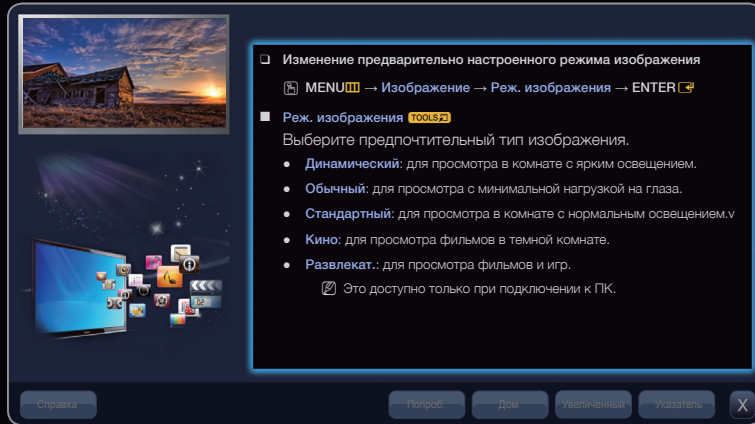 Изменение предварительно настроенного режима изображения
MENU → Изображение → Реж. изображения → ENTER
Реж. изображения TOOLS
Выберите предпочтительный тип изображения.
Динамический: для просмотра в комнате с ярким освещением.
Обычный: для просмотра с минимальной нагрузкой на глаза.
Стандартный: для просмотра в комнате с нормальным освещением.v
Кино: для просмотра фильмов в темной комнате.
Развлекат.: для просмотра фильмов и игр.
Это доступно только при подключении к ПК.
Справка Попроб. Дом Увеличенный Указатель X